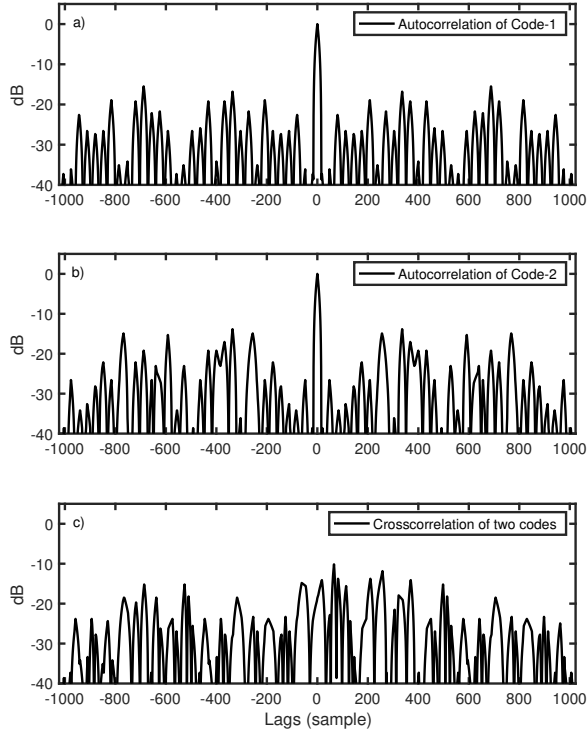 a)
Autocorrelation of Code-1
0
-10
-20
-30
-40
dB
-1000 -800 -600 -400 -200 0 200 400 600 800 1000
b)
Autocorrelation of Code-2
0
-10
-20
-30
-40
dB
-1000 -800 -600 -400 -200 0 200 400 600 800 1000
c)
Crosscorrelation of two codes
0
-10
-20
-30
-40
dB
-1000 -800 -600 -400 -200 0 200 400 600 800 1000
Lags (sample)